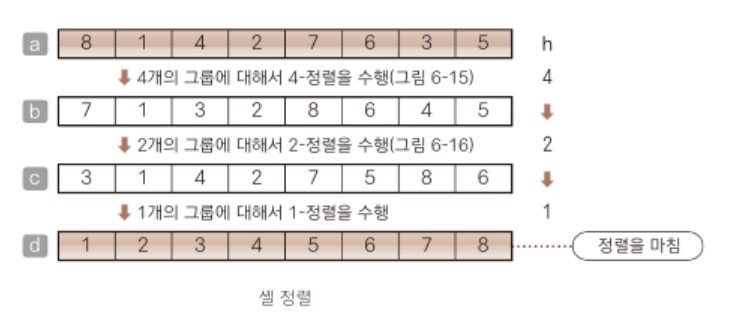 a 8 1 4 2 7 6 3 5 h
4개의 그룹에 대해서 4-정렬을 수행(그림 6-15) 4
b 7 1 3 2 8 6 4 5
2개의 그룹에 대해서 2-정렬을 수행(그림 6-16) 2
c 3 1 4 2 7 5 8 6
1개의 그룹에 대해서 1-정렬을 수행 1
d 1 2 3 4 5 6 7 8 정렬을 마침
셸 정렬